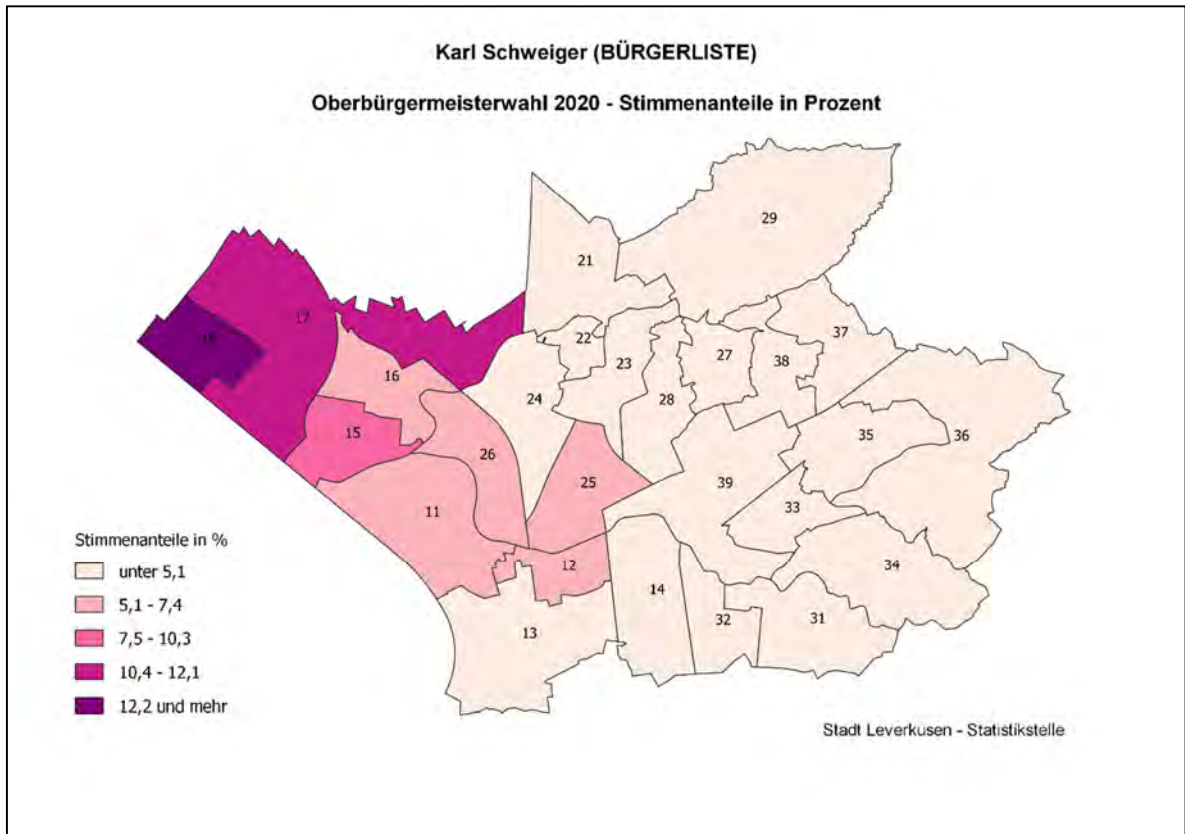 Karl Schweiger (BÜRGERLISTE)
Oberbürgermeisterwahl 2020 - Stimmenanteile in Prozent
29
21
17
37
18
22
23
27
38
16
24
28
15
35
36
26
25
39
11
33
12
34
14
13
32
31
Stimmenanteile in %
unter 5,1
5,1 - 7,4
7,5 - 10,3
10,4 - 12,1
12,2 und mehr
Stadt Leverkusen - Statistikstelle